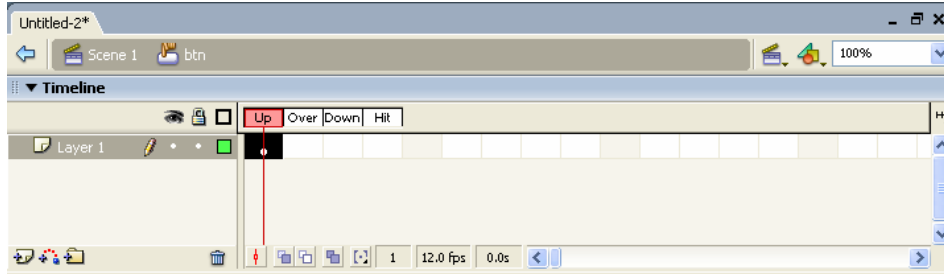 Untitled-2*
Scene 1 btn 100%
Timeline
Up Over Down Hit
Layer 1
1 12.0 fps 0.0s